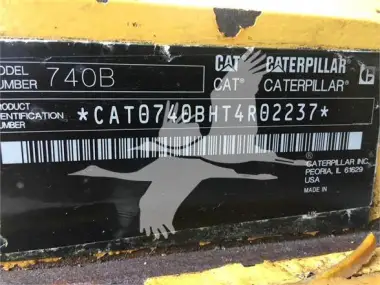 MODEL NUMBER 740B
CAT CATERPILLAR
CAT® CATERPILLAR®
PRODUCT IDENTIFICATION NUMBER
*CAT0740BHT4R02237*
CATERPILLAR INC.
PEORIA, IL 61629
USA
MADE IN